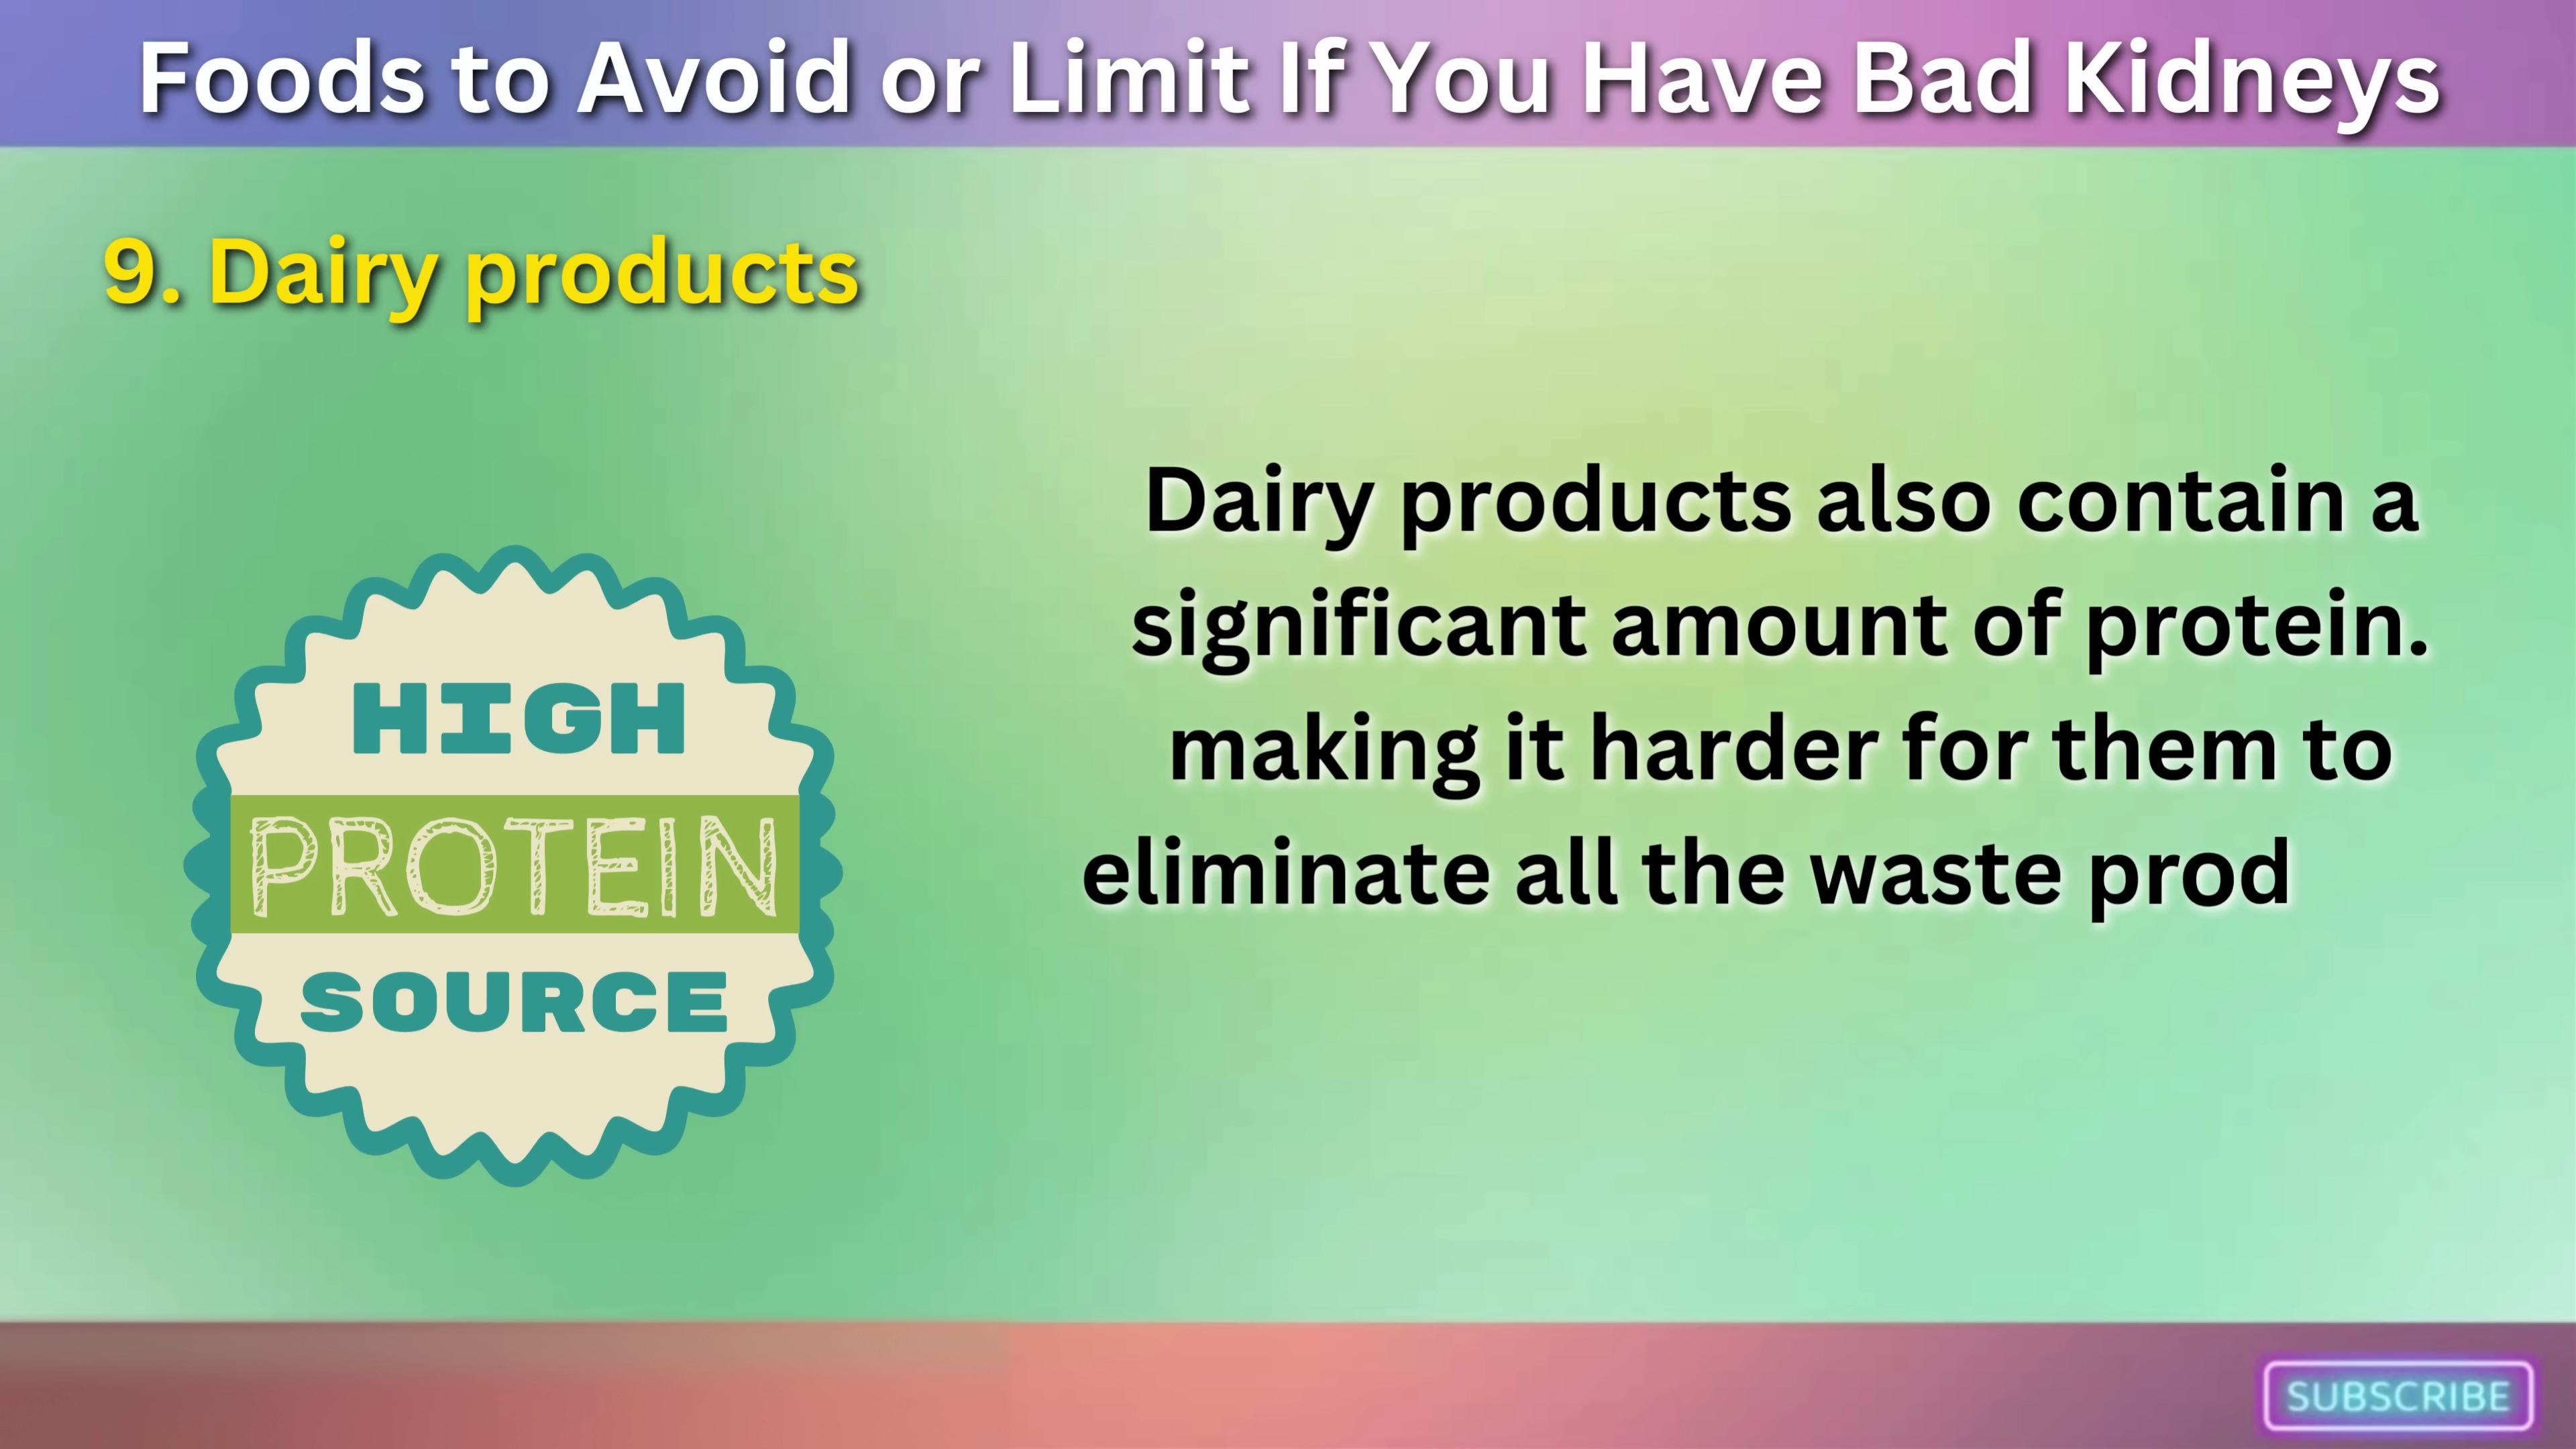 Foods to Avoid or Limit If You Have Bad Kidneys
9. Dairy products
HIGH
PROTEIN
SOURCE
Dairy products also contain a
significant amount of protein.
making it harder for them to
eliminate all the waste prod
SUBSCRIBE